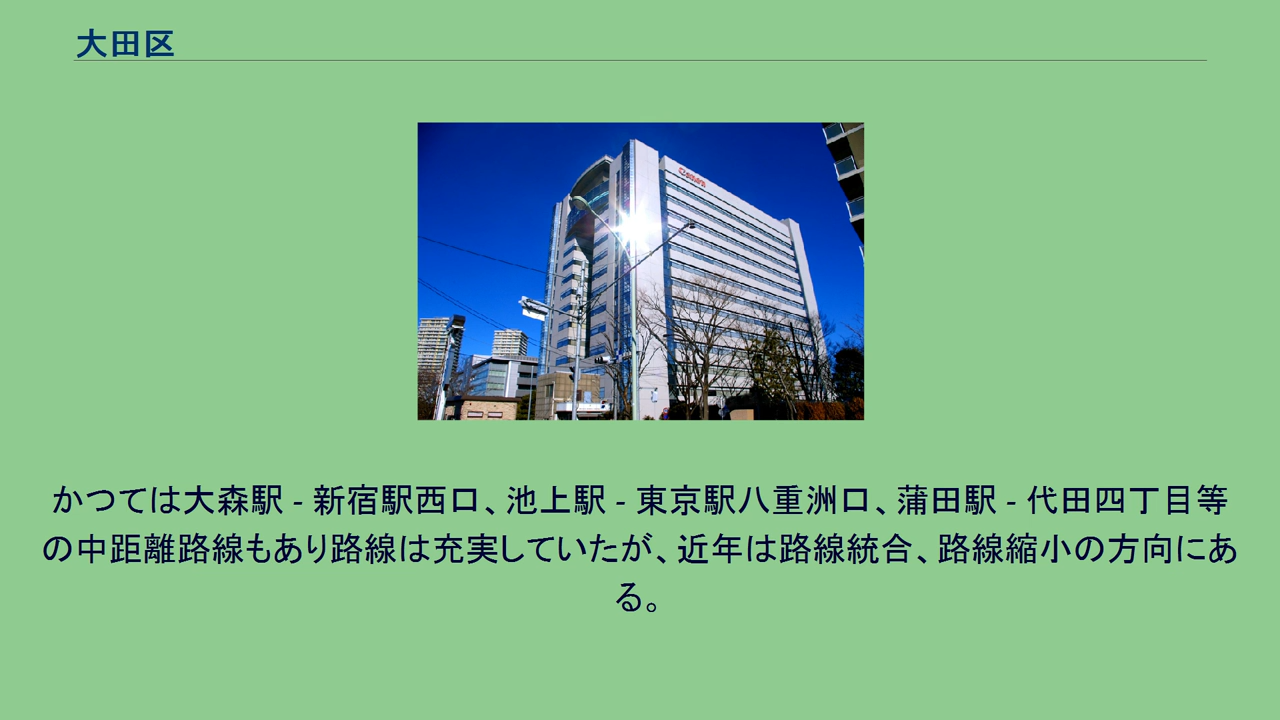 大田区
Canon
かつては大森駅 - 新宿駅西口、池上駅 - 東京駅八重洲口、蒲田駅 - 代田四丁目等
の中距離路線もあり路線は充実していたが、近年は路線統合、路線縮小の方向にあ
る。